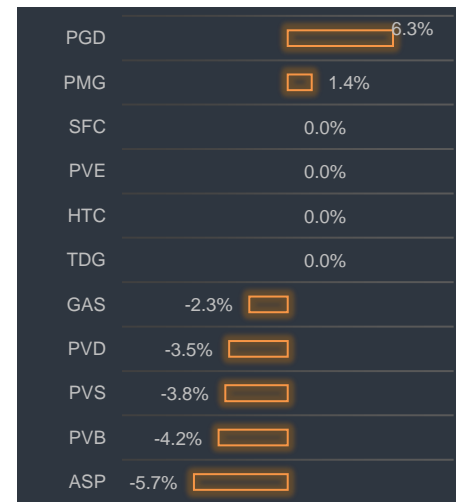 PGD 6.3%
PMG 1.4%
SFC 0.0%
PVE 0.0%
HTC 0.0%
TDG 0.0%
GAS -2.3%
PVD -3.5%
PVS -3.8%
PVB -4.2%
ASP -5.7%